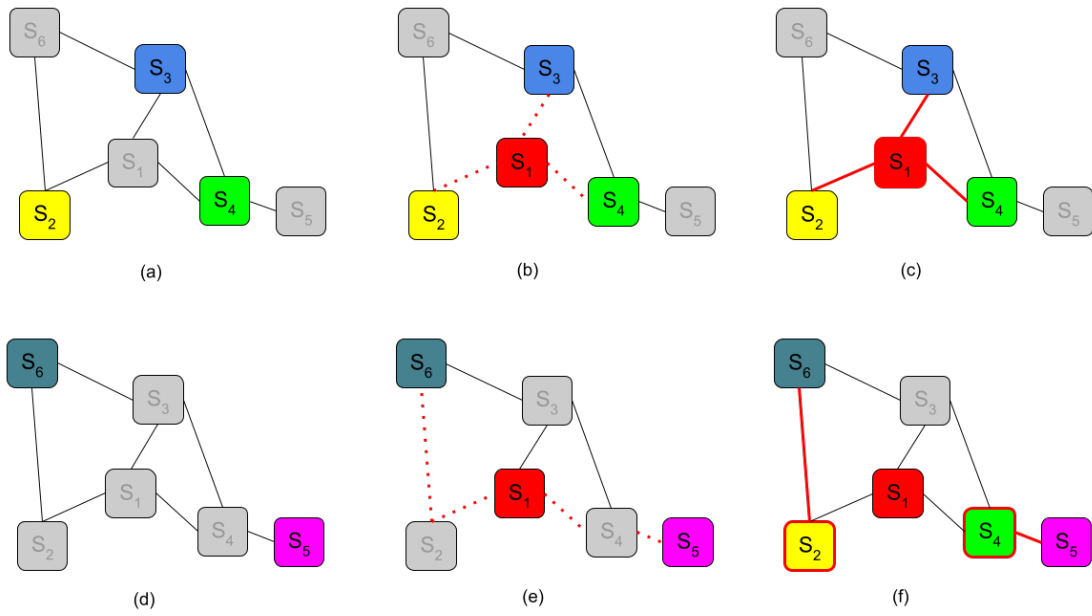 S₆
S₃
S₁
S₂
S₄
S₅
(a)
S₆
S₃
S₁
S₂
S₄
S₅
(b)
S₆
S₃
S₁
S₂
S₄
S₅
(c)
S₆
S₃
S₁
S₂
S₄
S₅
(d)
S₆
S₃
S₁
S₂
S₄
S₅
(e)
S₆
S₃
S₁
S₂
S₄
S₅
(f)